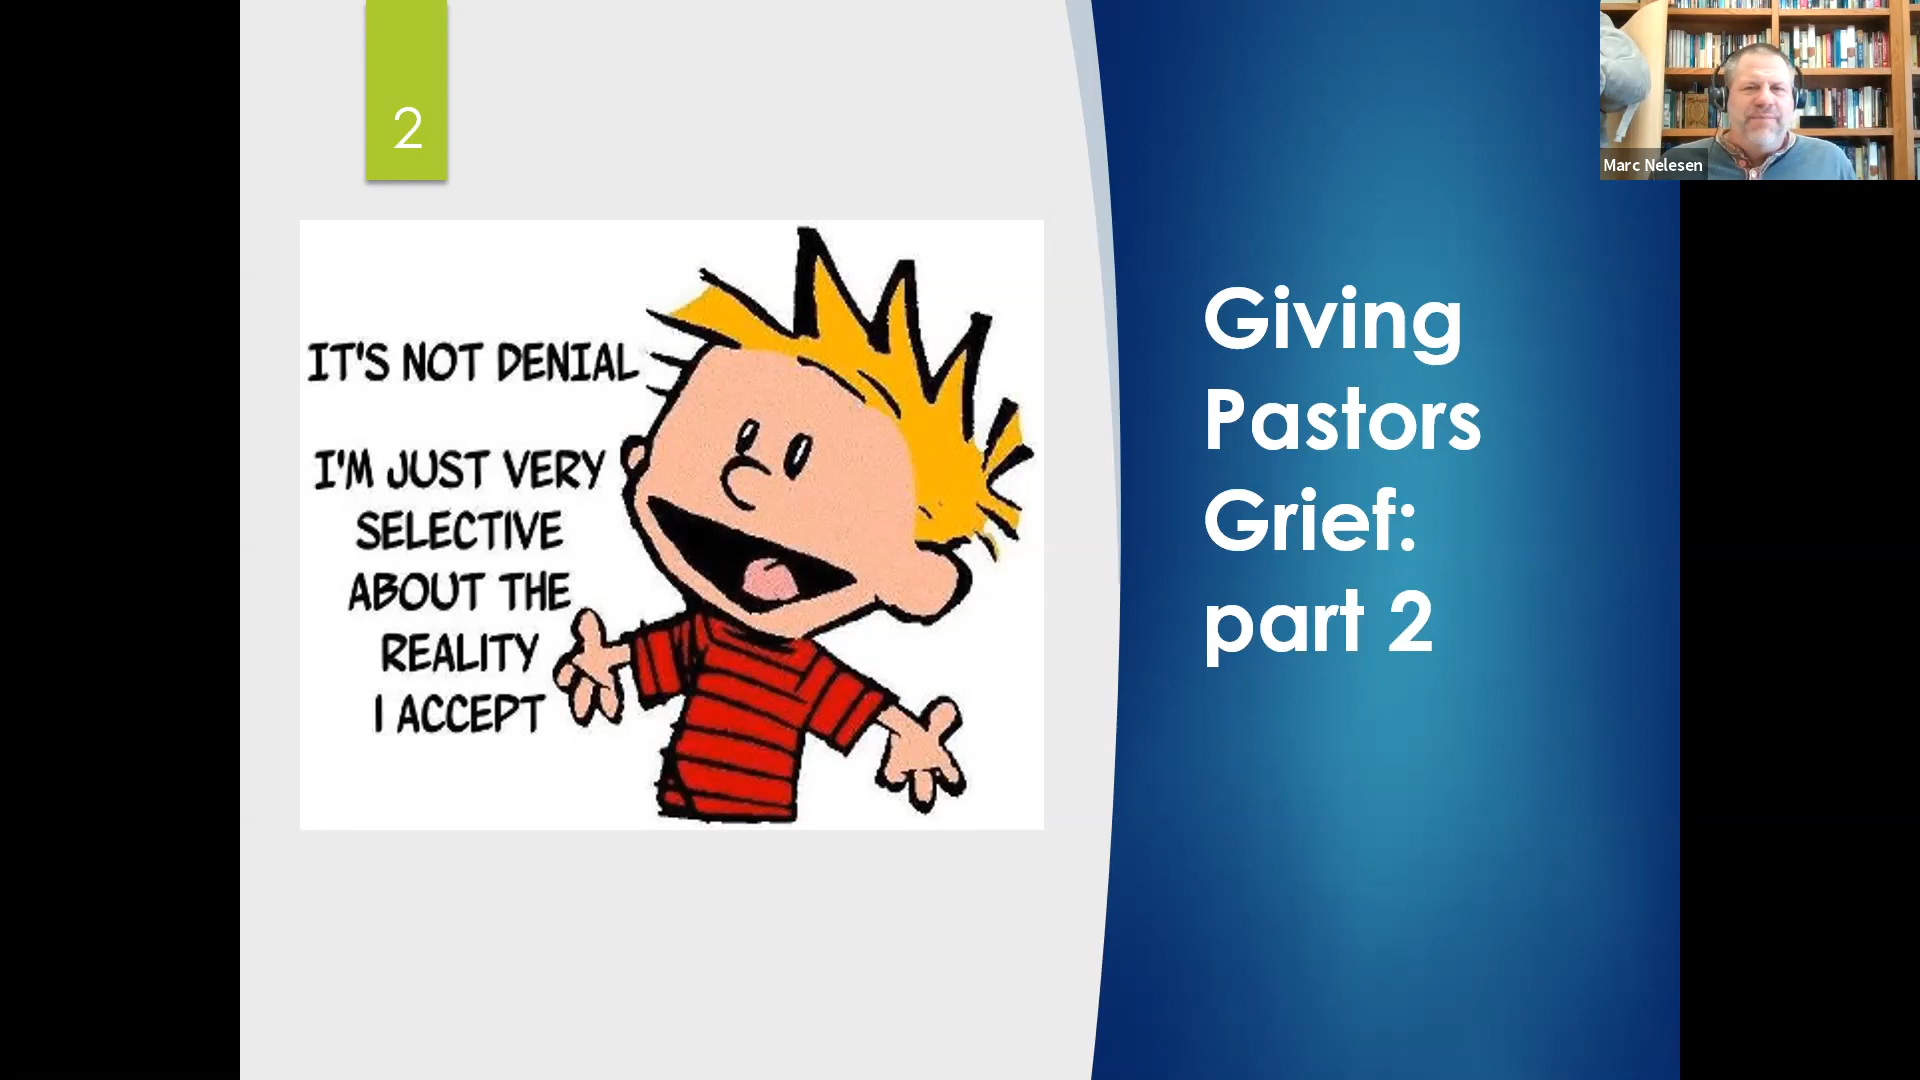 2
IT'S NOT DENIAL
I'M JUST VERY
SELECTIVE
ABOUT THE
REALITY
I ACCEPT
Giving
Pastors
Grief:
part 2
Marc Nelesen